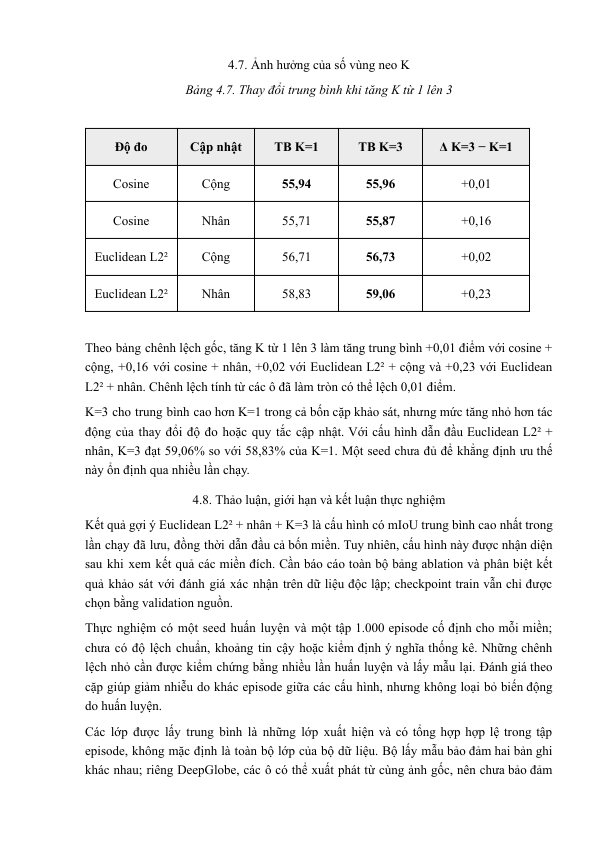 4.7. Ảnh hưởng của số vùng neo K
Bảng 4.7. Thay đổi trung bình khi tăng K từ 1 lên 3
Độ đo Cập nhật TB K=1 TB K=3 Δ K=3 − K=1
Cosine Cộng 55,94 55,96 +0,01
Cosine Nhân 55,71 55,87 +0,16
Euclidean L2² Cộng 56,71 56,73 +0,02
Euclidean L2² Nhân 58,83 59,06 +0,23
Theo bảng chênh lệch gốc, tăng K từ 1 lên 3 làm tăng trung bình +0,01 điểm với cosine +
cộng, +0,16 với cosine + nhân, +0,02 với Euclidean L2² + cộng và +0,23 với Euclidean
L2² + nhân. Chênh lệch tính từ các ô đã làm tròn có thể lệch 0,01 điểm.
K=3 cho trung bình cao hơn K=1 trong cả bốn cặp khảo sát, nhưng mức tăng nhỏ hơn tác
động của thay đổi độ đo hoặc quy tắc cập nhật. Với cấu hình dẫn đầu Euclidean L2² +
nhân, K=3 đạt 59,06% so với 58,83% của K=1. Một seed chưa đủ để khẳng định ưu thế
này ổn định qua nhiều lần chạy.
4.8. Thảo luận, giới hạn và kết luận thực nghiệm
Kết quả gợi ý Euclidean L2² + nhân + K=3 là cấu hình có mIoU trung bình cao nhất trong
lần chạy đã lưu, đồng thời dẫn đầu cả bốn miền. Tuy nhiên, cấu hình này được nhận diện
sau khi xem kết quả các miền đích. Cần báo cáo toàn bộ bảng ablation và phân biệt kết
quả khảo sát với đánh giá xác nhận trên dữ liệu độc lập; checkpoint train vẫn chỉ được
chọn bằng validation nguồn.
Thực nghiệm có một seed huấn luyện và một tập 1.000 episode cố định cho mỗi miền;
chưa có độ lệch chuẩn, khoảng tin cậy hoặc kiểm định ý nghĩa thống kê. Những chênh
lệch nhỏ cần được kiểm chứng bằng nhiều lần huấn luyện và lấy mẫu lại. Đánh giá theo
cặp giúp giảm nhiễu do khác episode giữa các cấu hình, nhưng không loại bỏ biến động
do huấn luyện.
Các lớp được lấy trung bình là những lớp xuất hiện và có tổng hợp hợp lệ trong tập
episode, không mặc định là toàn bộ lớp của bộ dữ liệu. Bộ lấy mẫu bảo đảm hai bản ghi
khác nhau; riêng DeepGlobe, các ô có thể xuất phát từ cùng ảnh gốc, nên chưa bảo đảm